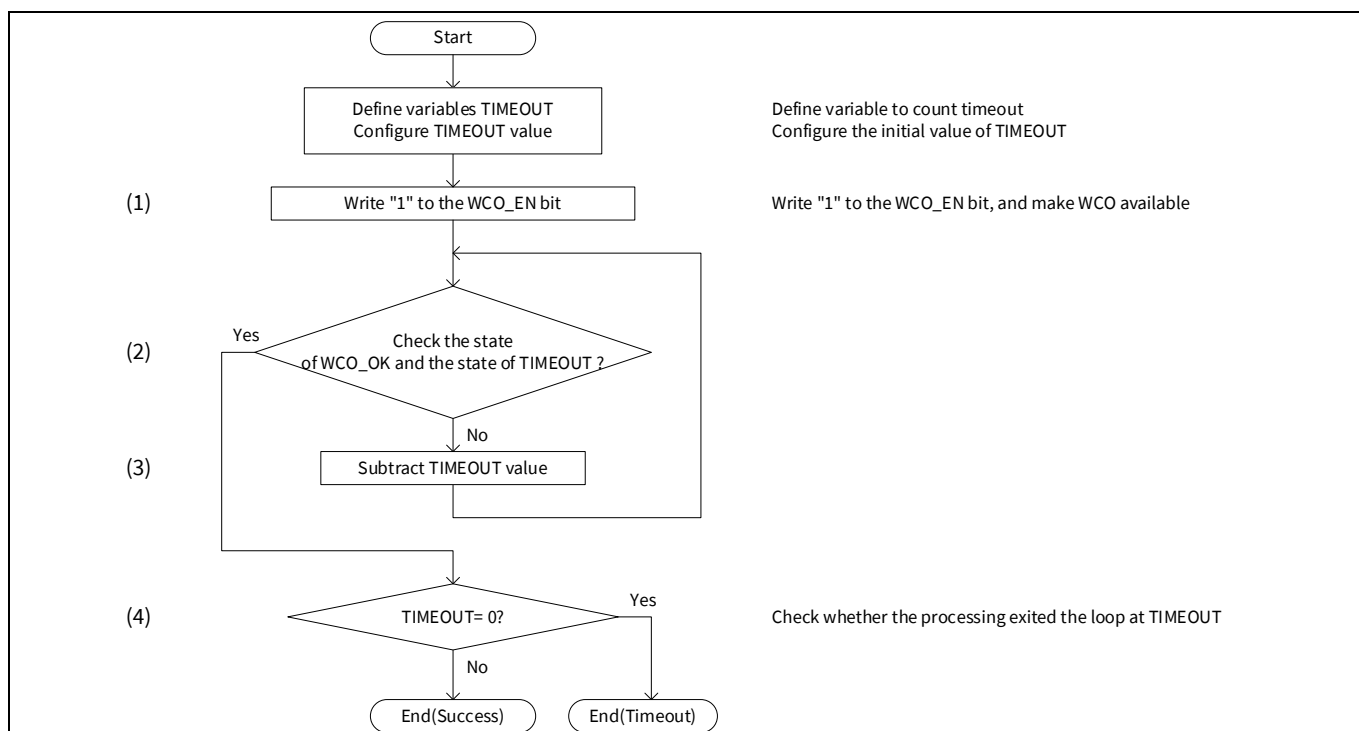 Start
Define variables TIMEOUT
Configure TIMEOUT value
Define variable to count timeout
Configure the initial value of TIMEOUT
(1)
Write "1" to the WCO_EN bit
Write "1" to the WCO_EN bit, and make WCO available
Yes
(2)
Check the state
of WCO_OK and the state of TIMEOUT ?
No
(3)
Subtract TIMEOUT value
(4)
TIMEOUT= 0?
Yes
Check whether the processing exited the loop at TIMEOUT
No
End(Success)
End(Timeout)